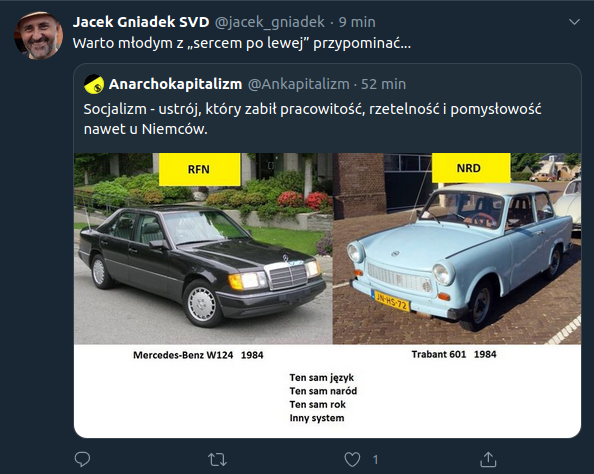 Jacek Gniadek SVD @jacek_gniadek · 9 min
Warto młodym z „sercem po lewej” przypominać...
Anarchokapitalizm @Ankapitalizm · 52 min
Socjalizm - ustrój, który zabił pracowitość, rzetelność i pomysłowość
nawet u Niemców.
RFN
NRD
JN-HS-72
Mercedes-Benz W124 1984
Trabant 601 1984
Ten sam język
Ten sam naród
Ten sam rok
Inny system
1